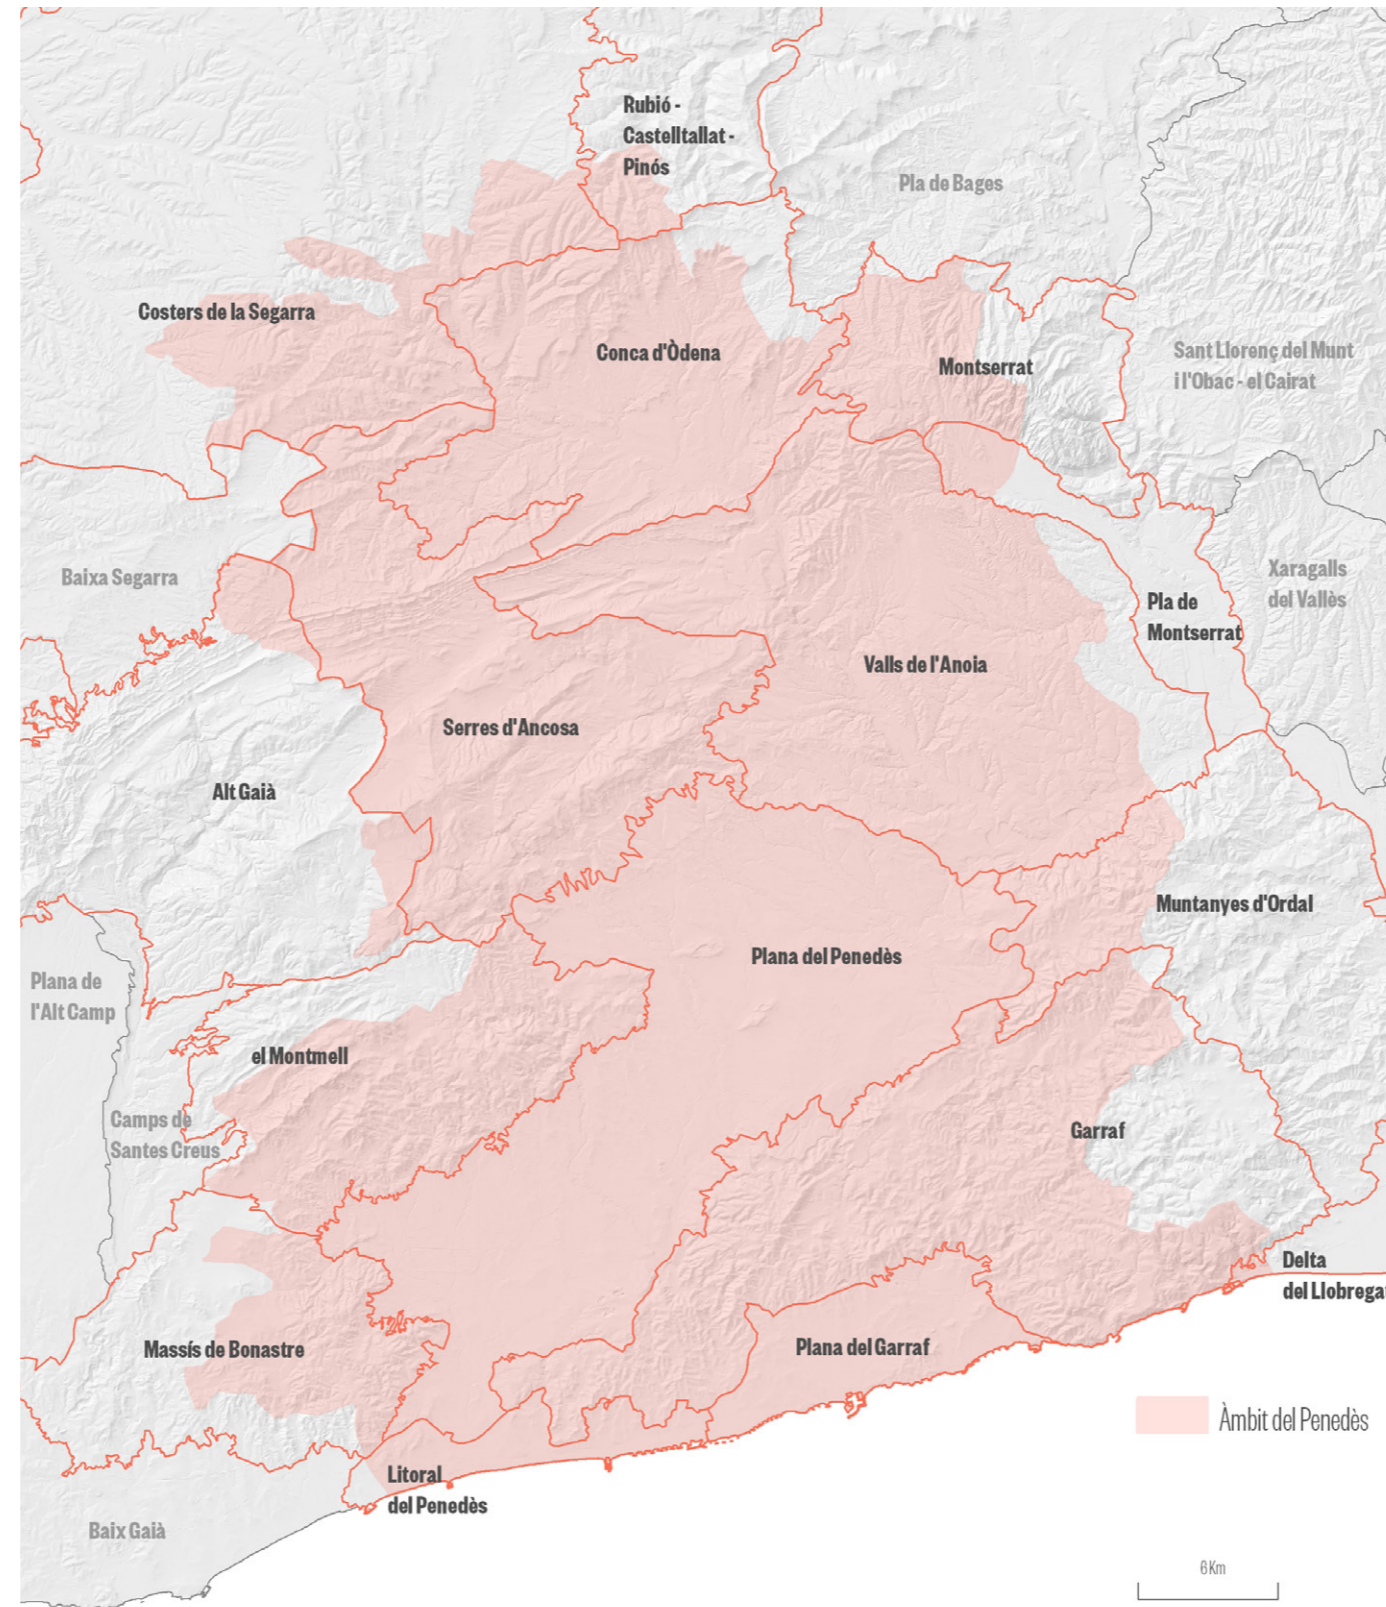 Rubió -
Castelltallat -
Pinós
Pla de Bages
Costers de la Segarra
Conca d'Òdena
Montserrat
Sant Llorenç del Munt
i l'Obac - el Cairat
Baixa Segarra
Xaragalls
del Vallès
Pla de
Montserrat
Valls de l'Anoia
Serres d'Ancosa
Alt Gaià
Muntanyes d'Ordal
Plana del Penedès
Plana de
l'Alt Camp
el Montmell
Camps de
Santes Creus
Garraf
Delta
del Llobregat
Massís de Bonastre
Plana del Garraf
Àmbit del Penedès
Litoral
del Penedès
Baix Gaià
6 Km